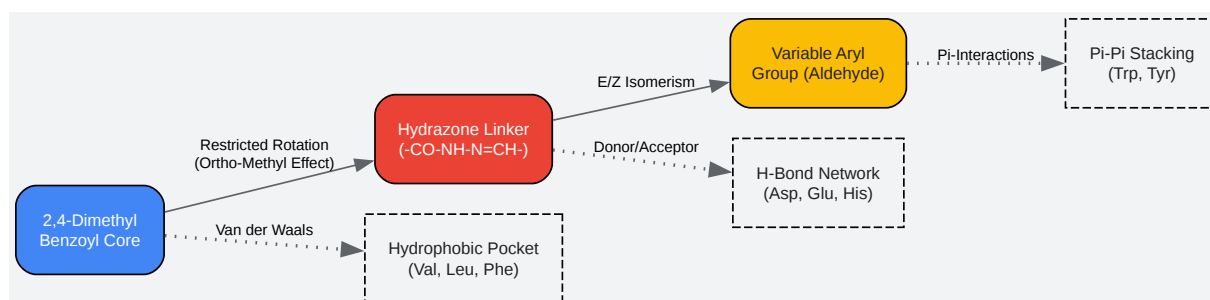 2,4-Dimethyl
Benzoyl Core
Restricted Rotation
(Ortho-Methyl Effect)
Van der Waals
Hydrazone Linker
(-CO-NH-N=CH-)
Hydrophobic Pocket
(Val, Leu, Phe)
E/Z Isomerism
Donor/Acceptor
Variable Aryl
Group (Aldehyde)
H-Bond Network
(Asp, Glu, His)
Pi-Interactions
Pi-Pi Stacking
(Trp, Tyr)